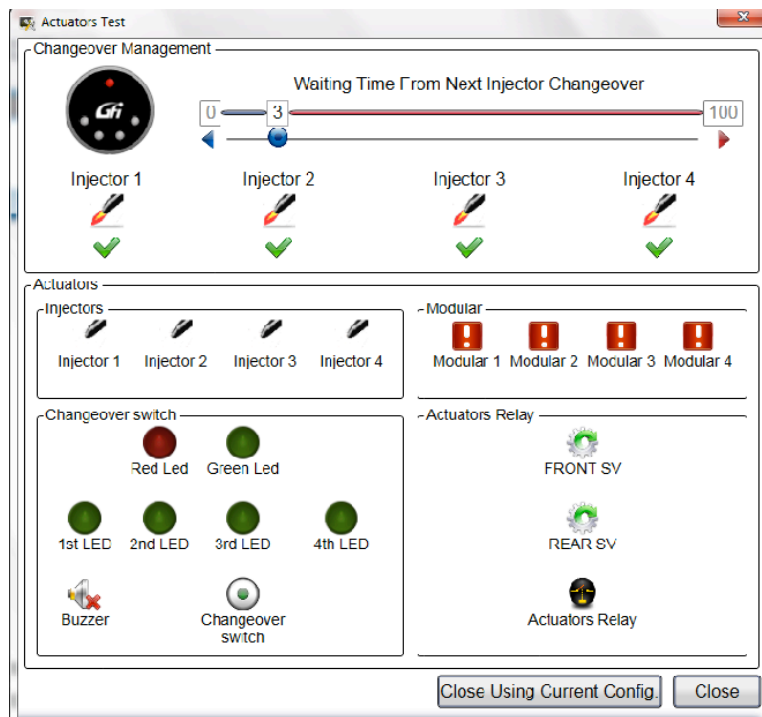 Actuators Test
Changeover Management
Gfi
Waiting Time From Next Injector Changeover
0 3 100
Injector 1 Injector 2 Injector 3 Injector 4
Actuators
Injectors
Injector 1 Injector 2 Injector 3 Injector 4
Modular
Modular 1 Modular 2 Modular 3 Modular 4
Changeover switch
Red Led Green Led
1st LED 2nd LED 3rd LED 4th LED
Buzzer Changeover
switch
Actuators Relay
FRONT SV
REAR SV
Actuators Relay
Close Using Current Config. Close